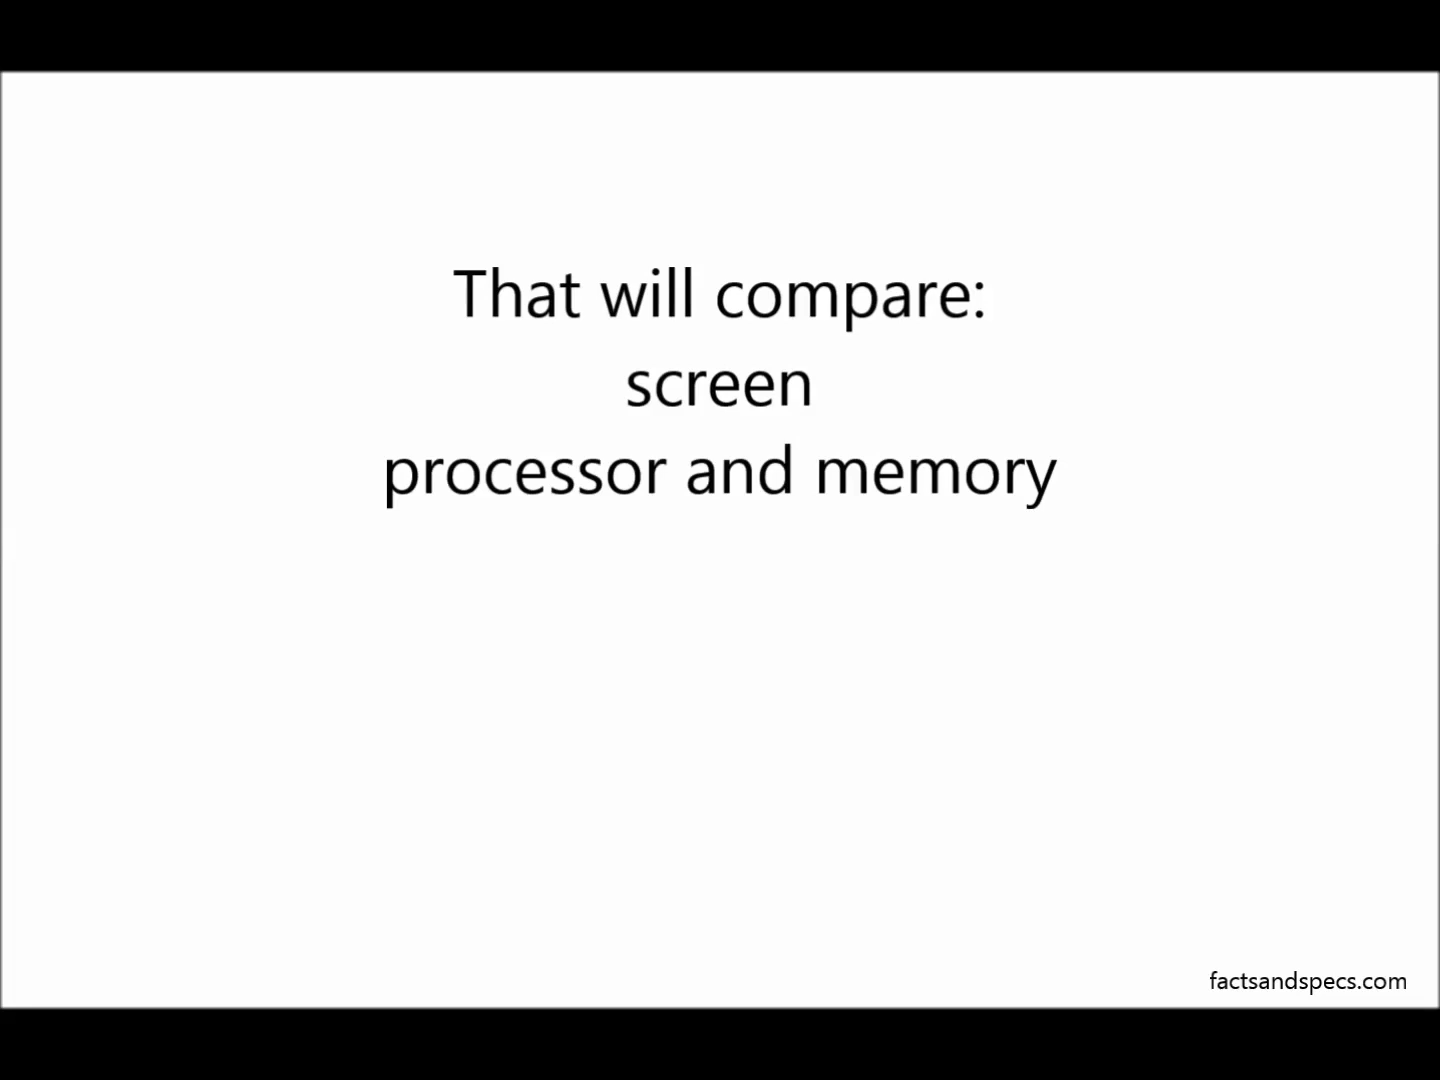 That will compare:
screen
processor and memory
factsandspecs.com